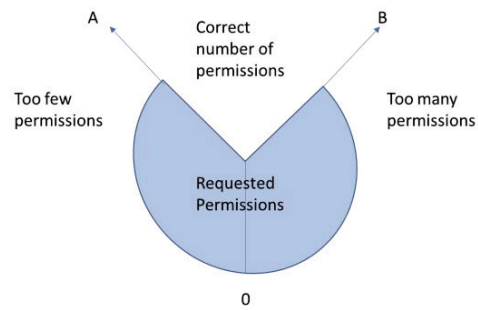 A
Correct
number of
permissions
B
Too few
permissions
Too many
permissions
Requested
Permissions
0